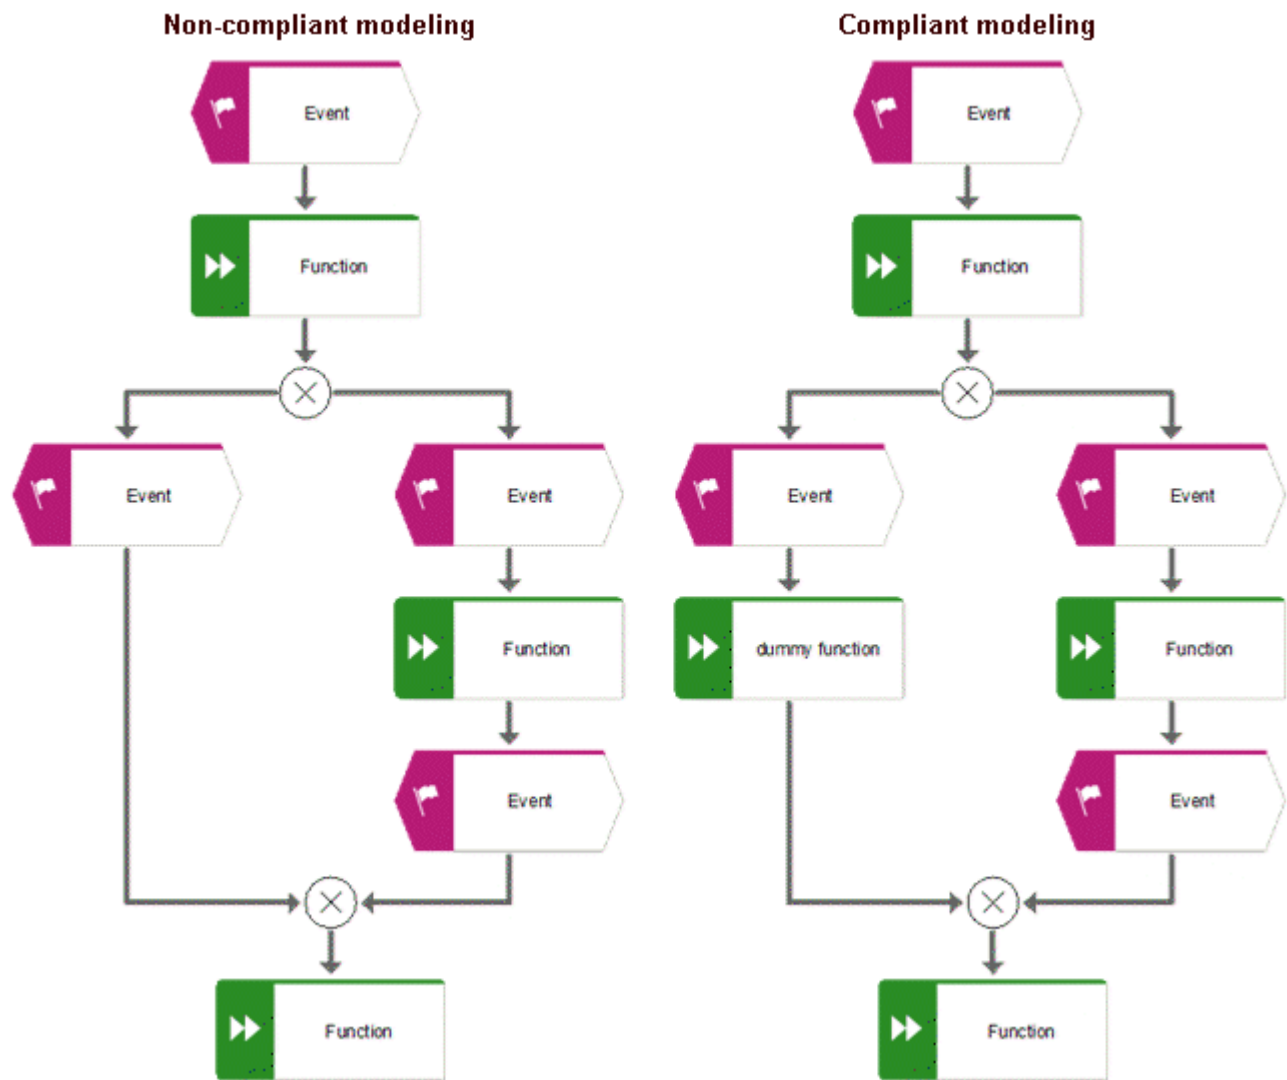 Non-compliant modeling
Compliant modeling
Event
Event
Function
Function
Event
Event
Event
Event
Function
dummy function
Function
Event
Event
Function
Function